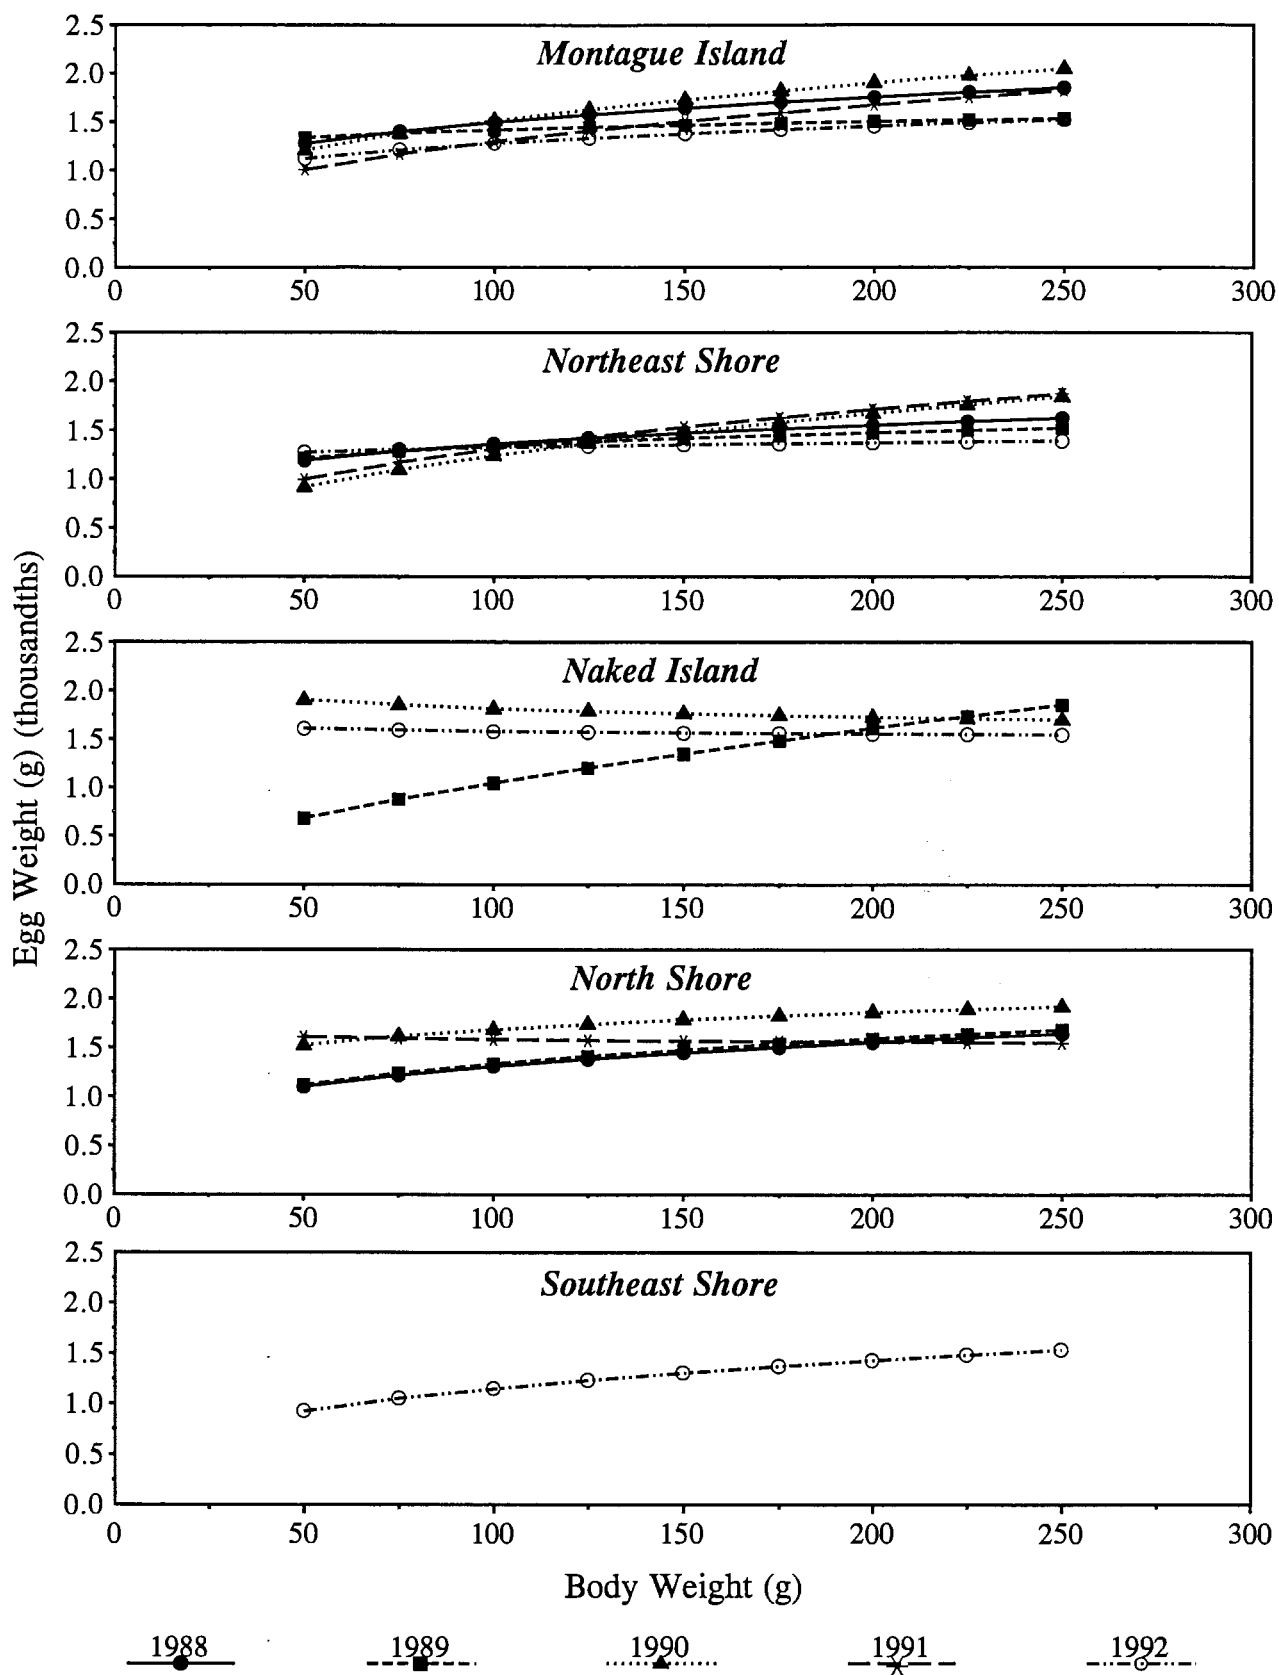 Montague Island
2.5
2.0
1.5
1.0
0.5
0.0
0 50 100 150 200 250 300
Northeast Shore
2.5
2.0
1.5
1.0
0.5
0.0
0 50 100 150 200 250 300
Egg Weight (g) (thousandths)
Naked Island
2.5
2.0
1.5
1.0
0.5
0.0
0 50 100 150 200 250 300
North Shore
2.5
2.0
1.5
1.0
0.5
0.0
0 50 100 150 200 250 300
Southeast Shore
2.5
2.0
1.5
1.0
0.5
0.0
0 50 100 150 200 250 300
Body Weight (g)
1988 1989 1990 1991 1992